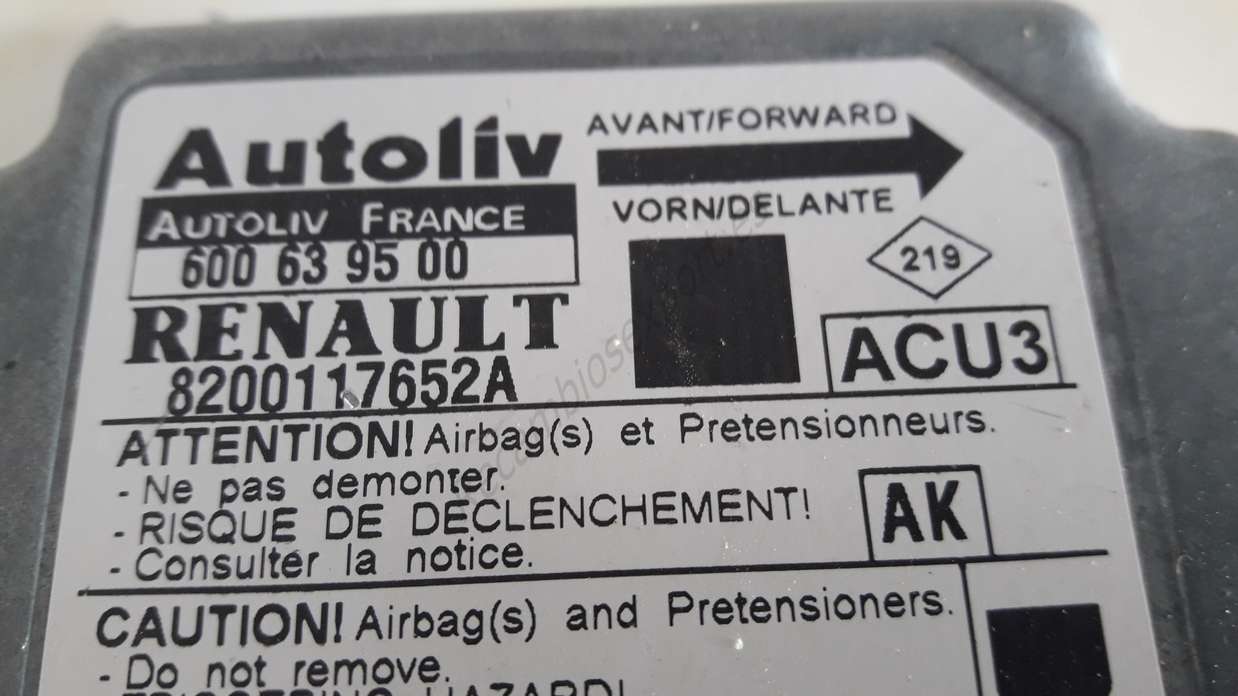 Autoliv
AVANT/FORWARD
AUTOLIV FRANCE
VORN/DELANTE
600 63 95 00
219
RENAULT
ACU3
8200117652A
ATTENTION! Airbag(s) et Pretensionneurs.
- Ne pas demonter.
- RISQUE DE DECLENCHEMENT!
AK
- Consulter la notice.
CAUTION! Airbag(s) and Pretensioners.
- Do not remove.